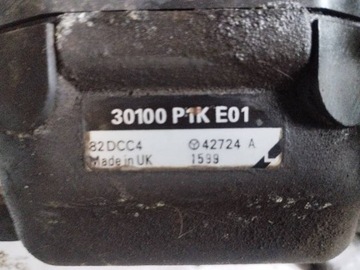 30100 P1K E01
82DCC4 42724 A
Made in UK 1599
L